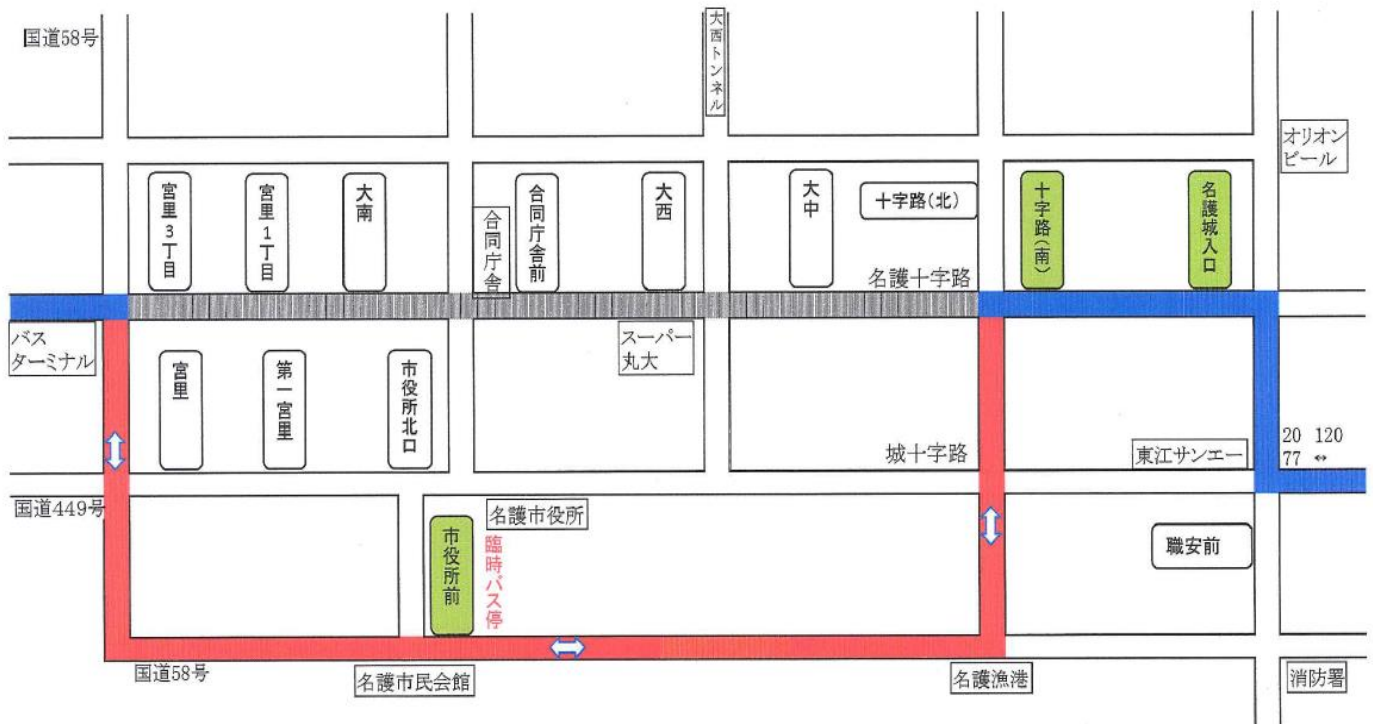 国道58号
大西トンネル
オリオン
ビール
宮里3丁目
宮里1丁目
大南
合同庁舎
合同庁舎前
大西
大中
十字路(北)
十字路(南)
名護城入口
名護十字路
バス
ターミナル
スーパー
丸大
宮里
第一宮里
市役所北口
城十字路
東江サンエー
20 120
77 ⇔
国道449号
市役所前
臨時バス停
名護市役所
職安前
国道58号
名護市民会館
名護漁港
消防署